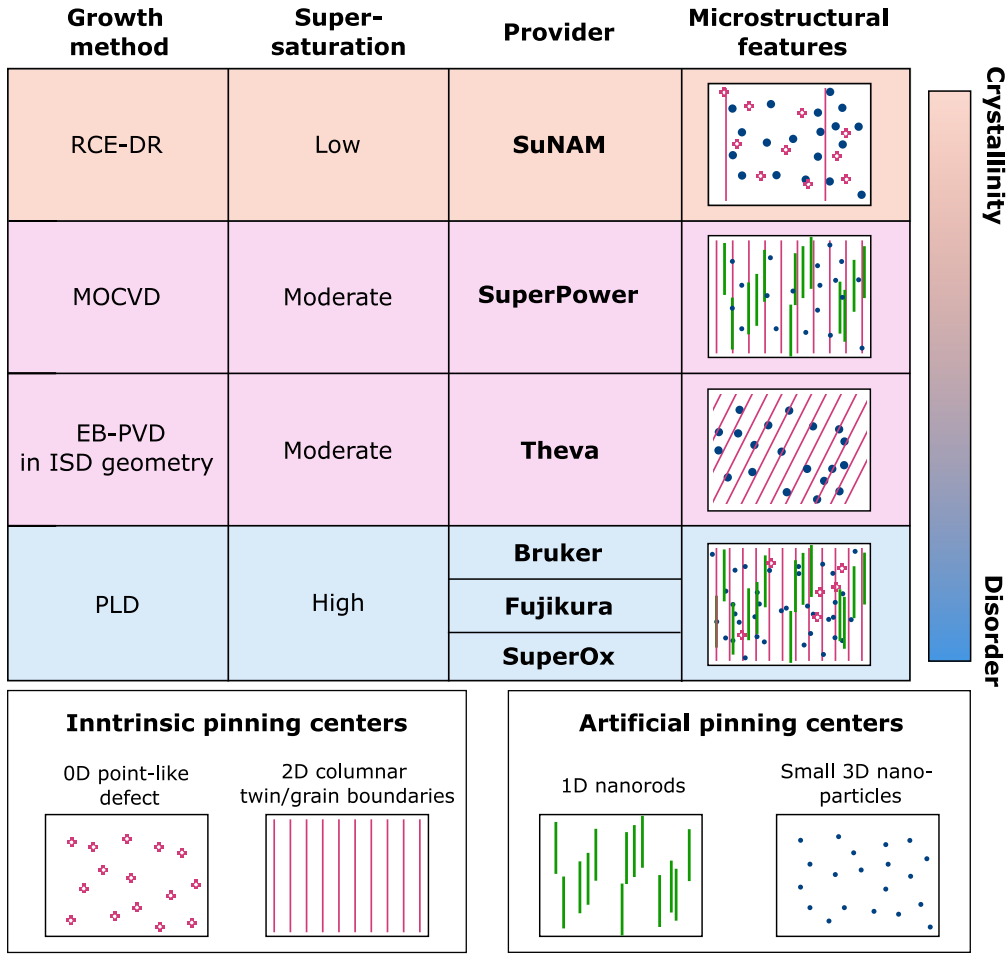 Growth
method
Super-
saturation
Provider
Microstructural
features
RCE-DR
Low
SuNAM
MOCVD
Moderate
SuperPower
EB-PVD
in ISD geometry
Moderate
Theva
PLD
High
Bruker
Fujikura
SuperOx
Crystallinity
Disorder
Inntrinsic pinning centers
0D point-like
defect
2D columnar
twin/grain boundaries
Artificial pinning centers
1D nanorods
Small 3D nano-
particles